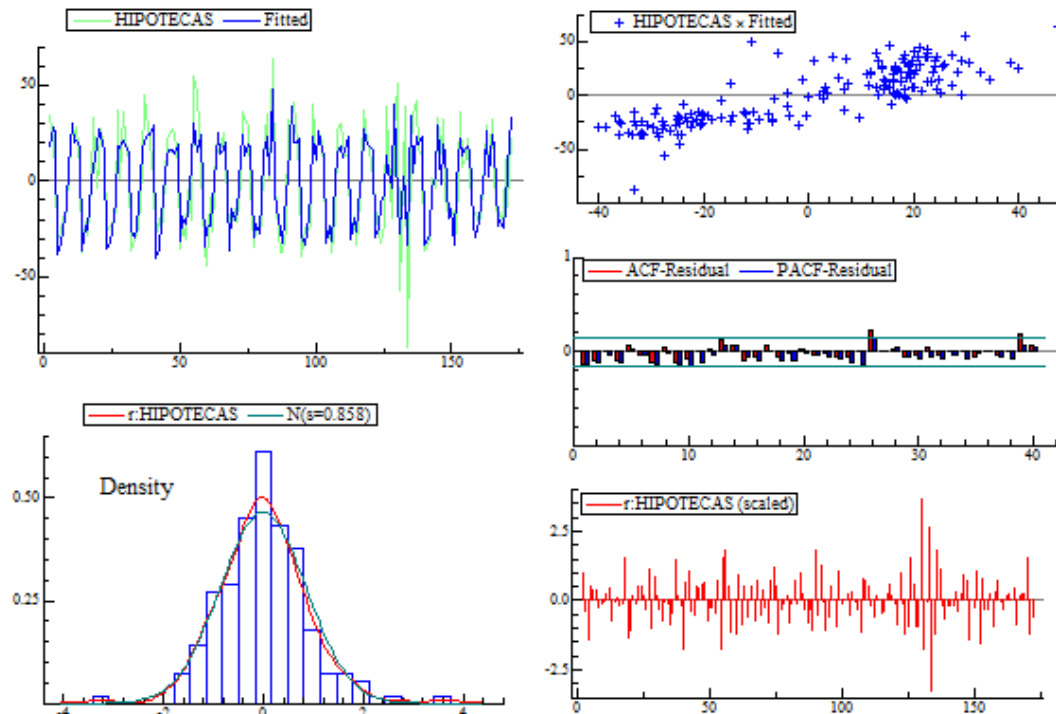 HIPOTECAS Fitted
50
0
-50
0 50 100 150
HIPOTECAS × Fitted
50
0
-50
-40 -20 0 20 40
ACF-Residual PACF-Residual
1
0
0 10 20 30 40
r:HIPOTECAS N(s=0.858)
Density
0.50
0.25
-4 -2 0 2 4
r:HIPOTECAS (scaled)
2.5
0.0
-2.5
0 50 100 150